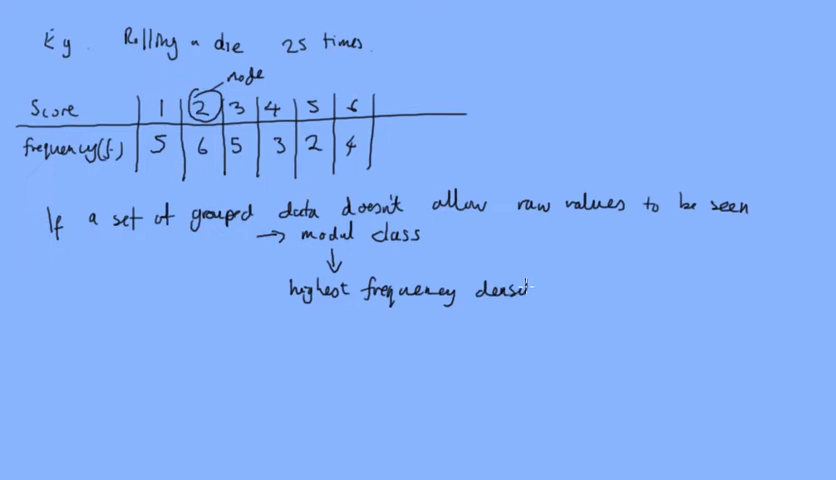 Eg. Rolling a die 25 times.
mode
Score 1 2 3 4 5 6
frequency(f) 5 6 5 3 2 4
If a set of grouped data doesn't allow raw values to be seen
→ modal class
↓
highest frequency densi